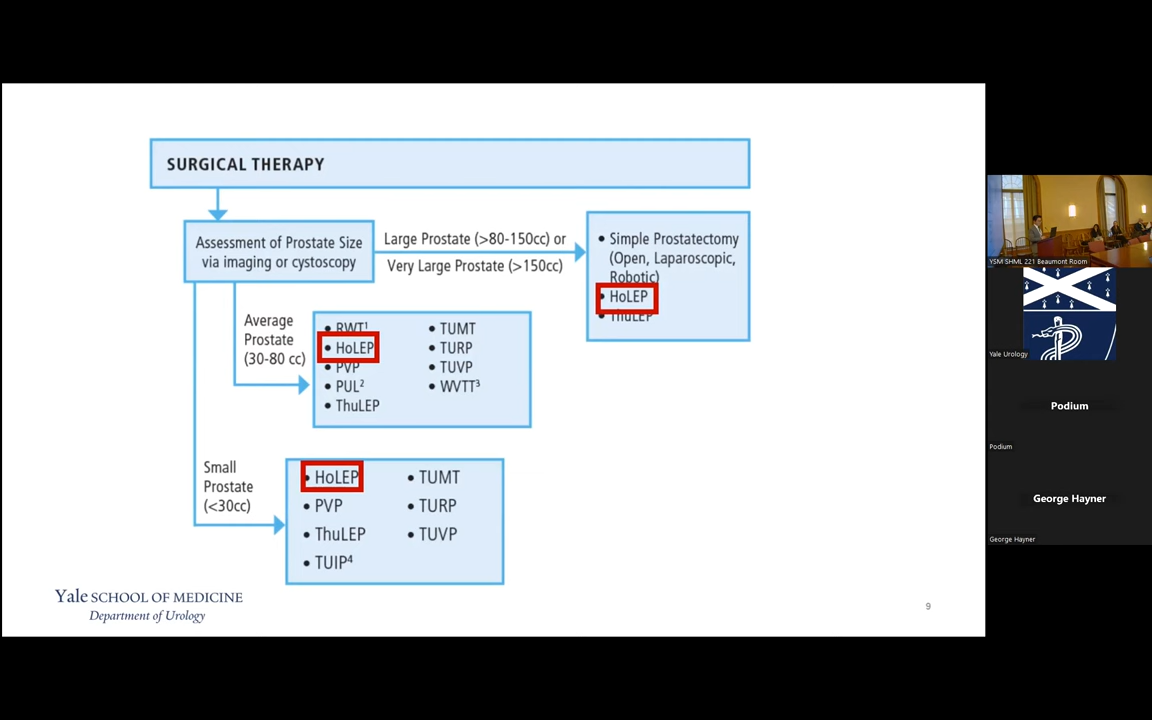 SURGICAL THERAPY
Assessment of Prostate Size
via imaging or cystoscopy
Large Prostate (>80-150cc) or
Very Large Prostate (>150cc)
• Simple Prostatectomy
(Open, Laparoscopic,
Robotic)
• HoLEP
• ThuLEP
Average
Prostate
(30-80 cc)
• RWT¹
• HoLEP
• PVP
• PUL²
• ThuLEP
• TUMT
• TURP
• TUVP
• WVTT³
Small
Prostate
(<30cc)
• HoLEP
• PVP
• ThuLEP
• TUIP⁴
• TUMT
• TURP
• TUVP
Yale SCHOOL OF MEDICINE
Department of Urology
9
YSM SHML 221 Beaumont Room
Yale Urology
Podium
Podium
George Hayner
George Hayner